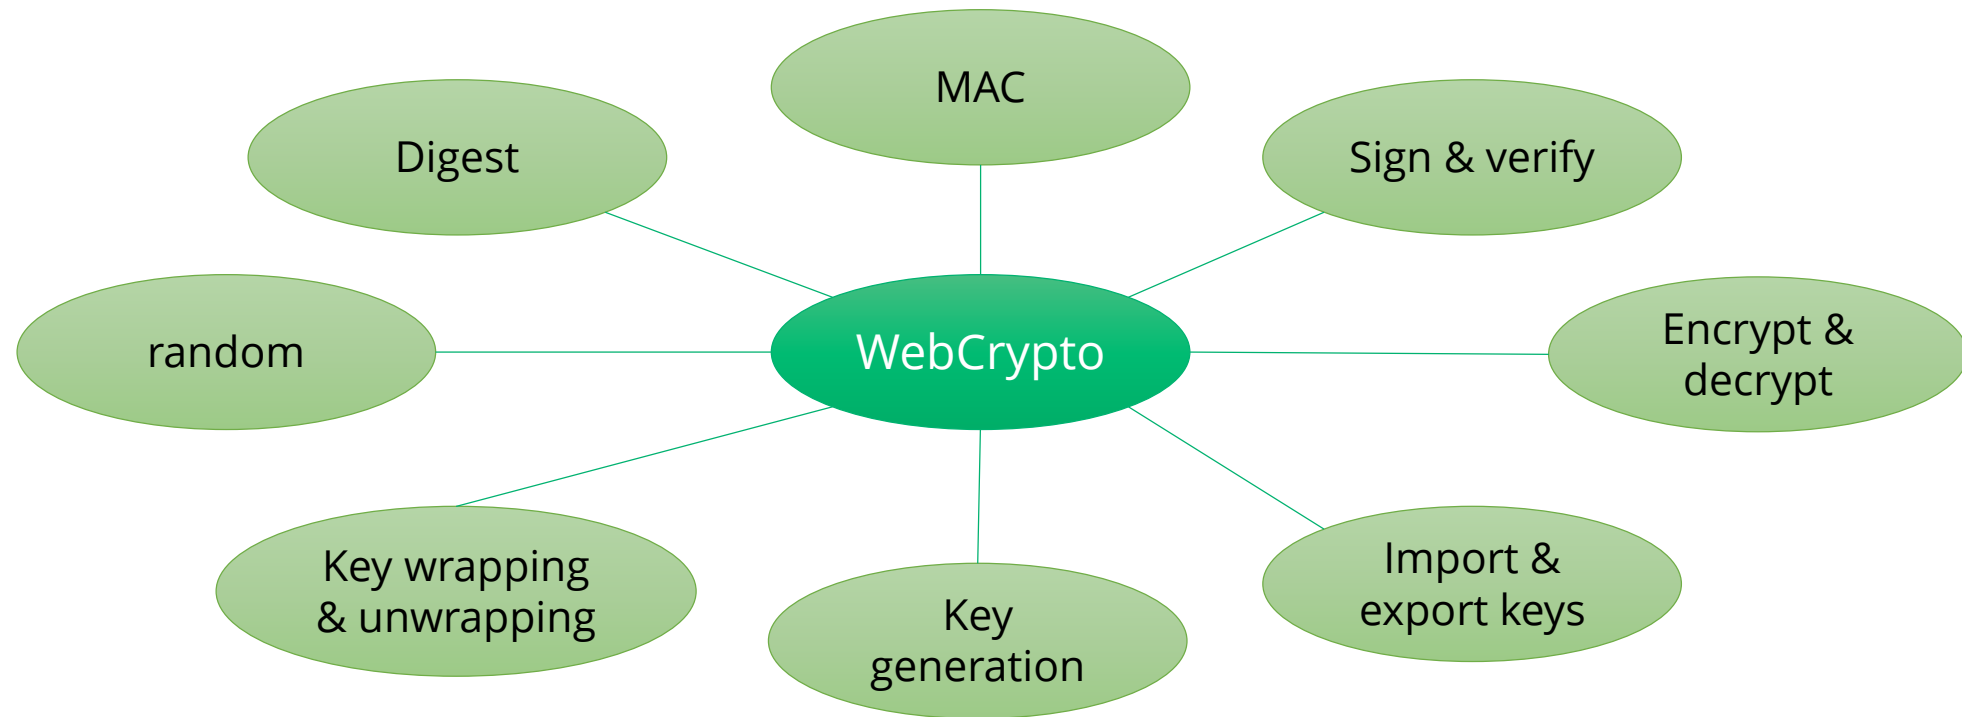 MAC
Digest
Sign & verify
random
WebCrypto
Encrypt &
decrypt
Key wrapping
& unwrapping
Key
generation
Import &
export keys